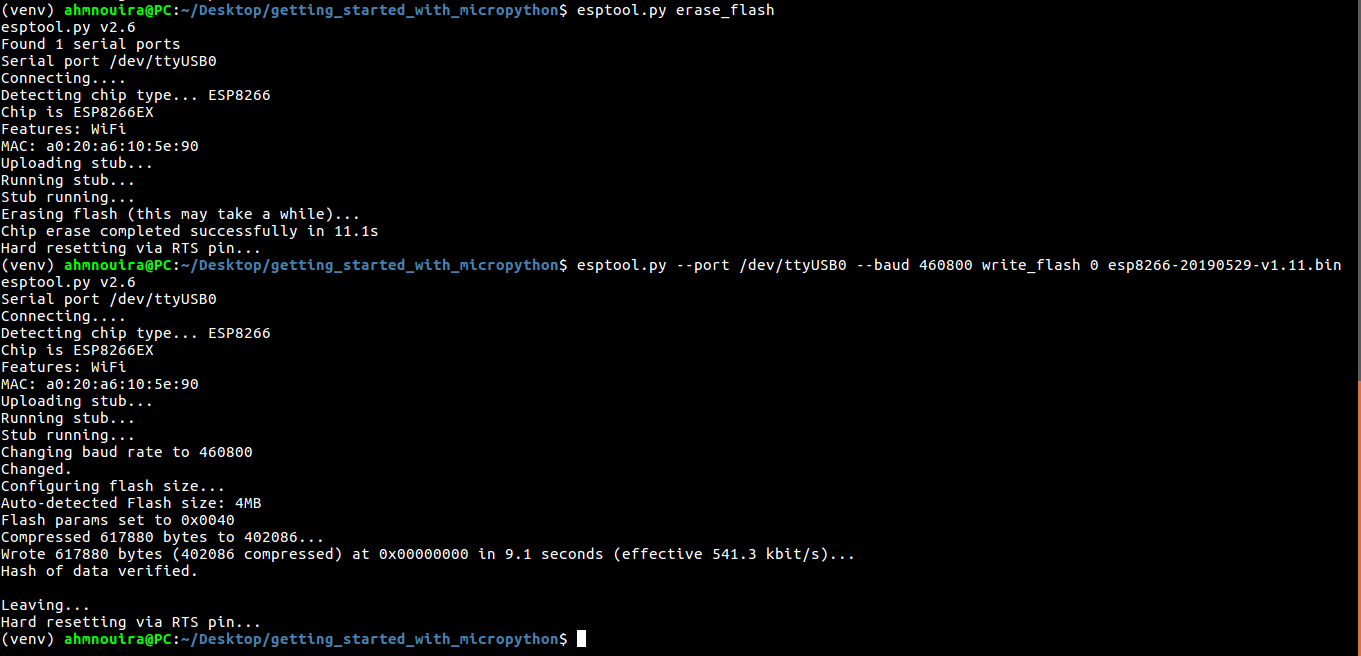 (venv) ahmnouira@PC:~/Desktop/getting_started_with_micropython$ esptool.py erase_flash
esptool.py v2.6
Found 1 serial ports
Serial port /dev/ttyUSB0
Connecting....
Detecting chip type... ESP8266
Chip is ESP8266EX
Features: WiFi
MAC: a0:20:a6:10:5e:90
Uploading stub...
Running stub...
Stub running...
Erasing flash (this may take a while)...
Chip erase completed successfully in 11.1s
Hard resetting via RTS pin...
(venv) ahmnouira@PC:~/Desktop/getting_started_with_micropython$ esptool.py --port /dev/ttyUSB0 --baud 460800 write_flash 0 esp8266-20190529-v1.11.bin
esptool.py v2.6
Serial port /dev/ttyUSB0
Connecting....
Detecting chip type... ESP8266
Chip is ESP8266EX
Features: WiFi
MAC: a0:20:a6:10:5e:90
Uploading stub...
Running stub...
Stub running...
Changing baud rate to 460800
Changed.
Configuring flash size...
Auto-detected Flash size: 4MB
Flash params set to 0x0040
Compressed 617880 bytes to 402086...
Wrote 617880 bytes (402086 compressed) at 0x00000000 in 9.1 seconds (effective 541.3 kbit/s)...
Hash of data verified.

Leaving...
Hard resetting via RTS pin...
(venv) ahmnouira@PC:~/Desktop/getting_started_with_micropython$